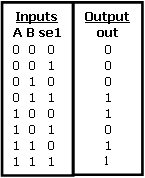 Inputs Output
A B se1 out
0 0 0 0
0 0 1 0
0 1 0 0
0 1 1 1
1 0 0 1
1 0 1 0
1 1 0 1
1 1 1 1